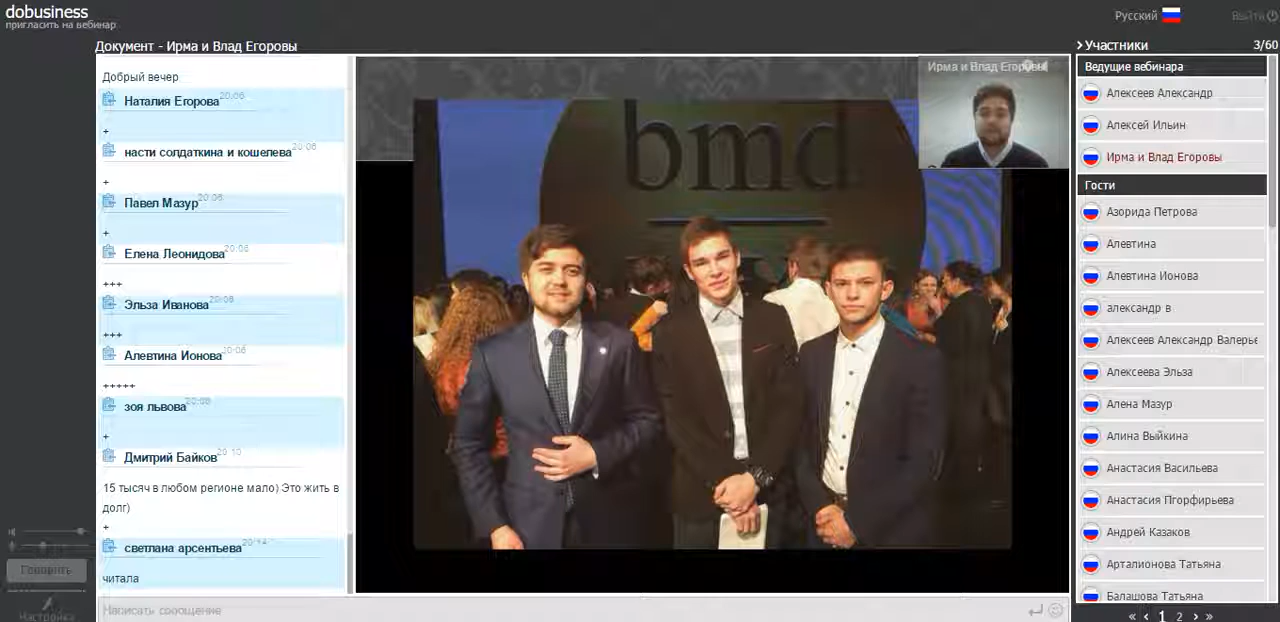 dobusiness
пригласить на вебинар
Русский
Выйти
Документ - Ирма и Влад Егоровы
Добрый вечер
Наталия Егорова 20:06
+
насти солдаткина и кошелева 20:06
+
Павел Мазур 20:06
+
Елена Леонидова 20:06
+++
Эльза Иванова 20:06
+++
Алевтина Ионова 20:06
+++++
зоя львова 20:06
+
Дмитрий Байков 20:10
15 тысяч в любом регионе мало) Это жить в
долг)
+
светлана арсентьева
читала
Написать сообщение
Говорить
Настройка
Ирма и Влад Егоровы
bmd
Участники 3/60
Ведущие вебинара
Алексеев Александр
Алексей Ильин
Ирма и Влад Егоровы
Гости
Азорида Петрова
Алевтина
Алевтина Ионова
александр в
Алексеев Александр Валерье
Алексеева Эльза
Алена Мазур
Алина Выйкина
Анастасия Васильева
Анастасия Пгорфирьева
Андрей Казаков
Арталионова Татьяна
Балашова Татьяна
« ‹ 1 2 › »